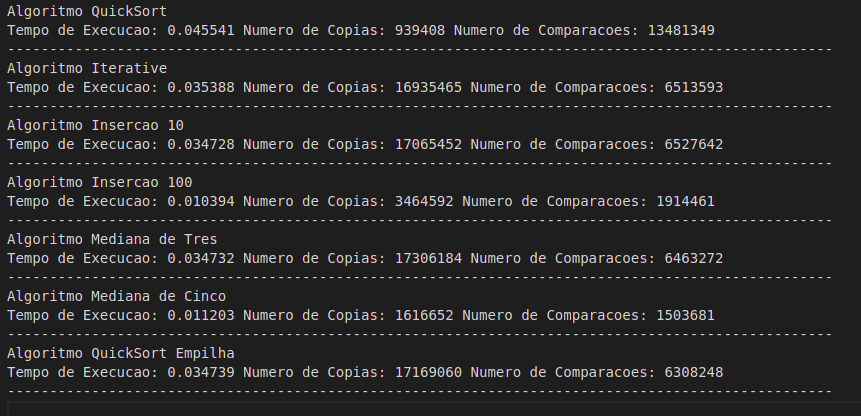 Algoritmo QuickSort
Tempo de Execucao: 0.045541 Numero de Copias: 939408 Numero de Comparacoes: 13481349
--------------------------------------------------------------------------------------------------
Algoritmo Iterative
Tempo de Execucao: 0.035388 Numero de Copias: 16935465 Numero de Comparacoes: 6513593
--------------------------------------------------------------------------------------------------
Algoritmo Insercao 10
Tempo de Execucao: 0.034728 Numero de Copias: 17065452 Numero de Comparacoes: 6527642
--------------------------------------------------------------------------------------------------
Algoritmo Insercao 100
Tempo de Execucao: 0.010394 Numero de Copias: 3464592 Numero de Comparacoes: 1914461
--------------------------------------------------------------------------------------------------
Algoritmo Mediana de Tres
Tempo de Execucao: 0.034732 Numero de Copias: 17306184 Numero de Comparacoes: 6463272
--------------------------------------------------------------------------------------------------
Algoritmo Mediana de Cinco
Tempo de Execucao: 0.011203 Numero de Copias: 1616652 Numero de Comparacoes: 1503681
--------------------------------------------------------------------------------------------------
Algoritmo QuickSort Empilha
Tempo de Execucao: 0.034739 Numero de Copias: 17169060 Numero de Comparacoes: 6308248
--------------------------------------------------------------------------------------------------